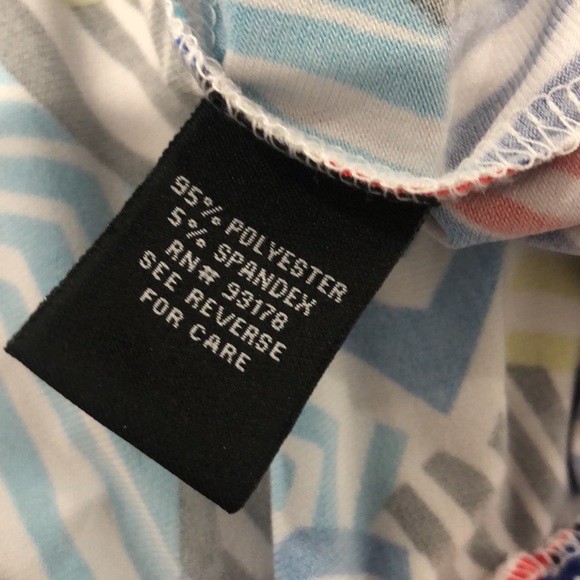 95% POLYESTER
5% SPANDEX
RN# 93178
SEE REVERSE
FOR CARE